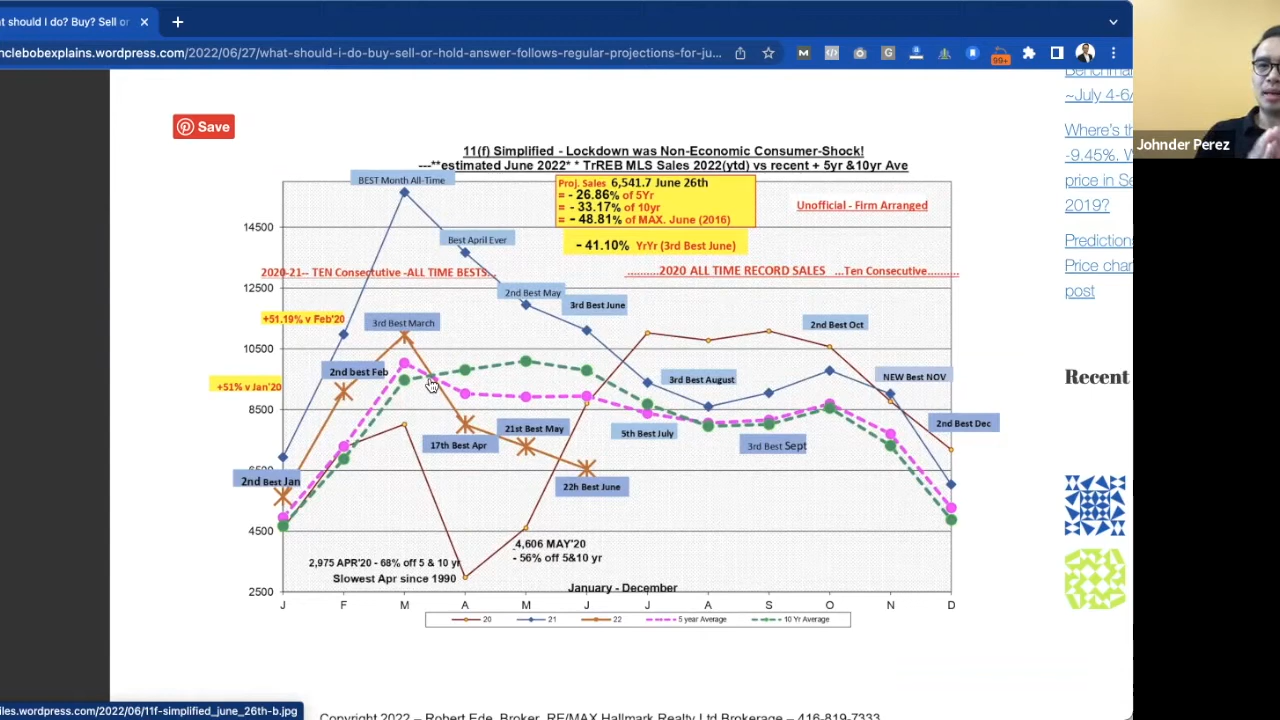 t should I do? Buy? Sell or
nclebobexplains.wordpress.com/2022/06/27/what-should-i-do-buy-sell-or-hold-answer-follows-regular-projections-for-ju...
99+
Save
11(f) Simplified - Lockdown was Non-Economic Consumer-Shock!
---**estimated June 2022* * TrREB MLS Sales 2022(ytd) vs recent + 5yr &10yr Ave
BEST Month All-Time
Proj. Sales 6,541.7 June 26th
= - 26.86% of 5Yr
= - 33.17% of 10yr
= - 48.81% of MAX. June (2016)
- 41.10% YrYr (3rd Best June)
Unofficial - Firm Arranged
Best April Ever
2020-21-- TEN Consectutive -ALL TIME BESTS...
..........2020 ALL TIME RECORD SALES ...Ten Consecutive.........
2nd Best May
3rd Best June
+51.19% v Feb'20
3rd Best March
2nd Best Oct
2nd best Feb
+51% v Jan'20
3rd Best August
NEW Best NOV
2nd Best Dec
17th Best Apr
21st Best May
5th Best July
3rd Best Sept
2nd Best Jan
22h Best June
4,606 MAY'20
- 56% off 5&10 yr
2,975 APR'20 - 68% off 5 & 10 yr
Slowest Apr since 1990
14500
12500
10500
8500
6500
4500
2500
January - December
J F M A M J J A S O N D
20 21 22 5 year Average 10 Yr Average
Benchmar
~July 4-6/
Where's th
-9.45%. W
price in Se
2019?
Prediction
Price char
post
Recent
Johnder Perez
iles.wordpress.com/2022/06/11f-simplified_june_26th-b.jpg
Copyright 2022 – Robert Ede, Broker, RE/MAX Hallmark Realty Ltd Brokerage – 416-819-7333